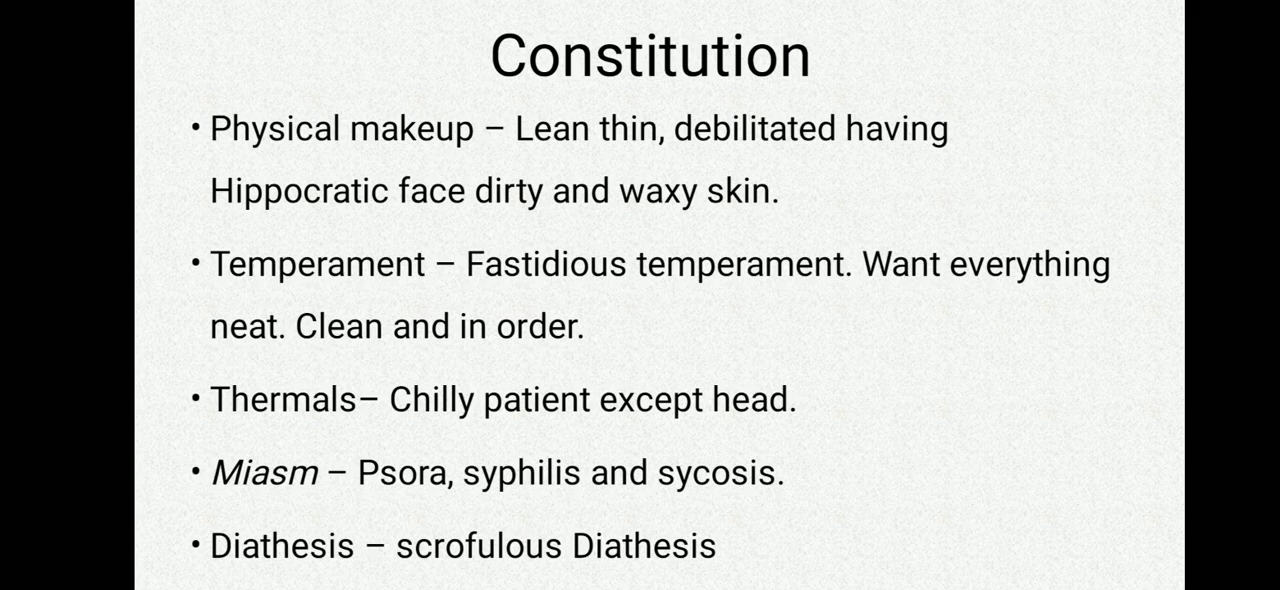 Constitution
• Physical makeup – Lean thin, debilitated having
Hippocratic face dirty and waxy skin.
• Temperament – Fastidious temperament. Want everything
neat. Clean and in order.
• Thermals– Chilly patient except head.
• Miasm – Psora, syphilis and sycosis.
• Diathesis – scrofulous Diathesis